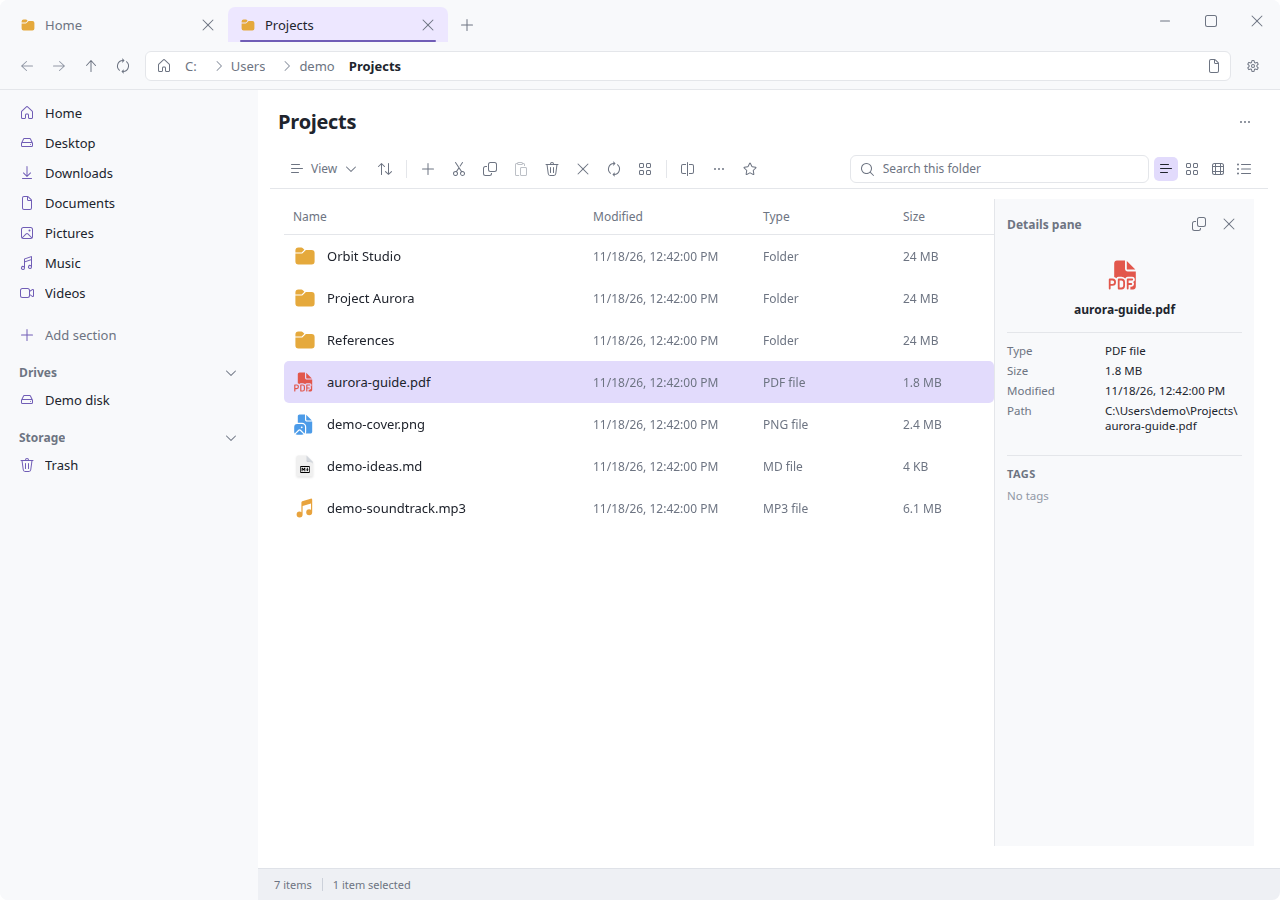 Home
Projects
C: Users demo Projects
Home
Desktop
Downloads
Documents
Pictures
Music
Videos
Add section
Drives
Demo disk
Storage
Trash
Projects
View
Search this folder
Name Modified Type Size
Orbit Studio 11/18/26, 12:42:00 PM Folder 24 MB
Project Aurora 11/18/26, 12:42:00 PM Folder 24 MB
References 11/18/26, 12:42:00 PM Folder 24 MB
aurora-guide.pdf 11/18/26, 12:42:00 PM PDF file 1.8 MB
demo-cover.png 11/18/26, 12:42:00 PM PNG file 2.4 MB
demo-ideas.md 11/18/26, 12:42:00 PM MD file 4 KB
demo-soundtrack.mp3 11/18/26, 12:42:00 PM MP3 file 6.1 MB
Details pane
PDF
aurora-guide.pdf
Type PDF file
Size 1.8 MB
Modified 11/18/26, 12:42:00 PM
Path C:\Users\demo\Projects\
aurora-guide.pdf
TAGS
No tags
7 items
1 item selected